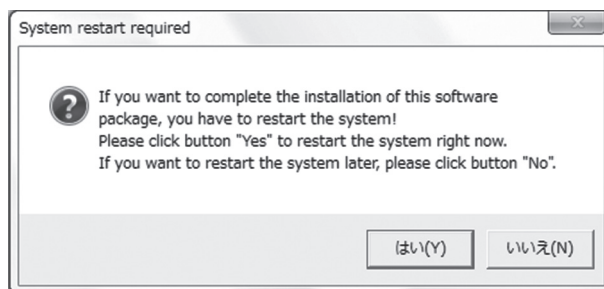 System restart required
If you want to complete the installation of this software
package, you have to restart the system!
Please click button "Yes" to restart the system right now.
If you want to restart the system later, please click button "No".
はい(Y)
いいえ(N)